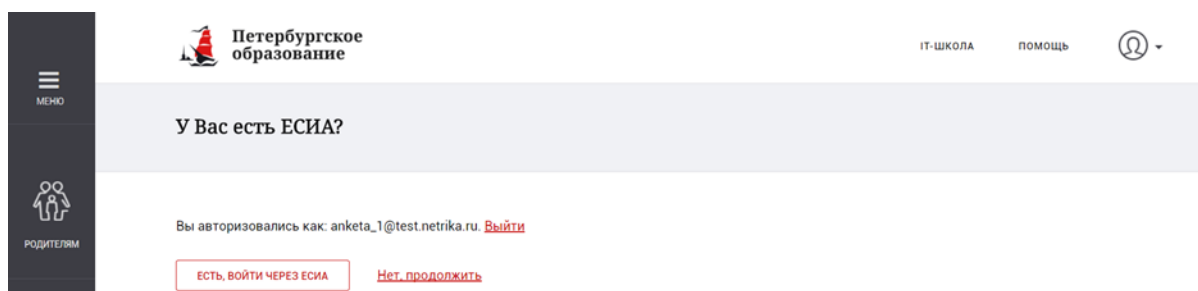 Петербургское
образование
IT-ШКОЛА
ПОМОЩЬ
МЕНЮ
У Вас есть ЕСИА?
РОДИТЕЛЯМ
Вы авторизовались как: anketa_1@test.netrika.ru. Выйти
ЕСТЬ, ВОЙТИ ЧЕРЕЗ ЕСИА
Нет, продолжить